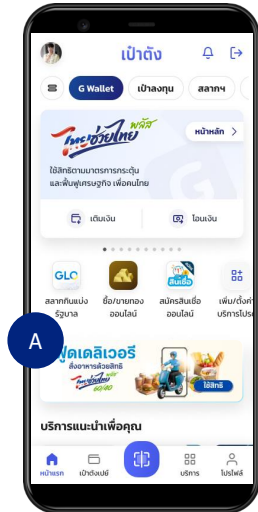 เป๋าตัง
G Wallet
เป๋าลงทุน
สลากฯ
ไทยช่วยไทย พลัส
หน้าหลัก >
ใช้สิทธิตามมาตรการกระตุ้น
และฟื้นฟูเศรษฐกิจ เพื่อคนไทย
เติมเงิน
โอนเงิน
GLO
สินเชื่อ
สลากกินแบ่ง
รัฐบาล
ซื้อ/ขายทอง
ออนไลน์
สมัครสินเชื่อ
ออนไลน์
เพิ่ม/ตั้งค่า
บริการโปร
A
ฟู้ดเดลิเวอรี
สั่งอาหารด้วยสิทธิ
ไทยช่วยไทย พลัส
60/40
ใช้สิทธิ
บริการแนะนำเพื่อคุณ
หน้าแรก
เป๋าตังเปย์
บริการ
โปรไฟล์